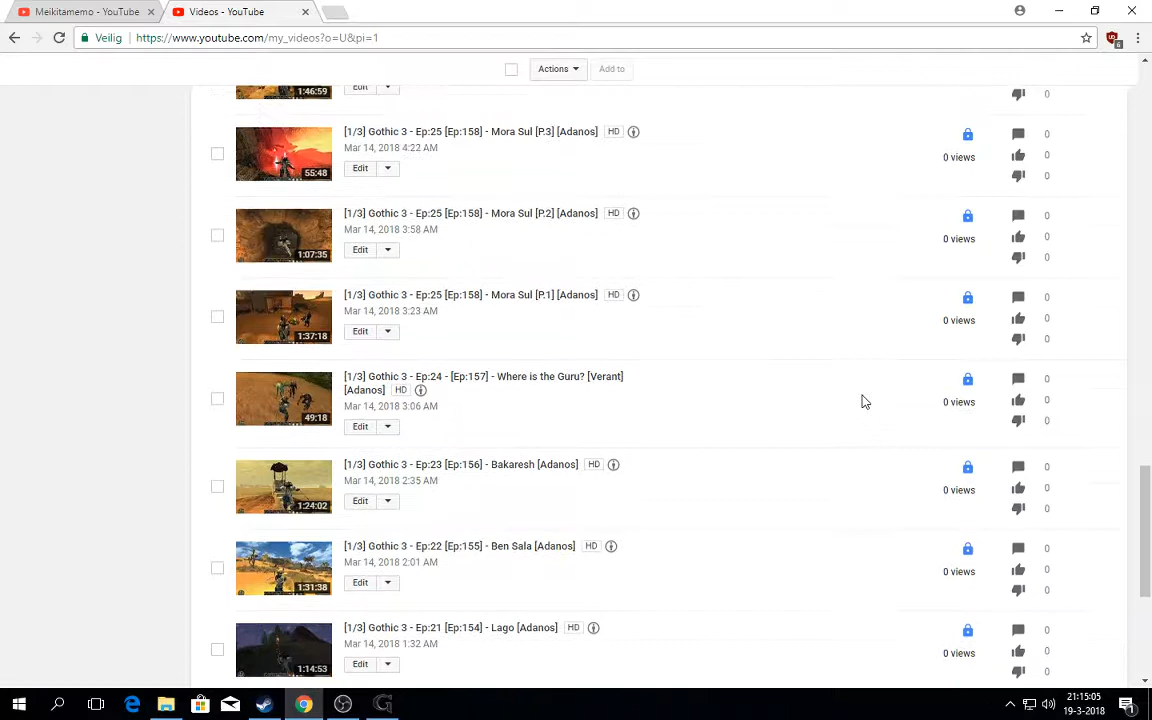 Meikitamemo - YouTube
Videos - YouTube
Veilig
https://www.youtube.com/my_videos?o=U&pi=1
6
Actions
Add to
1:46:59
Edit
0
[1/3] Gothic 3 - Ep:25 [Ep:158] - Mora Sul [P.3] [Adanos] HD
Mar 14, 2018 4:22 AM
55:48
Edit
0 views
0
0
0
[1/3] Gothic 3 - Ep:25 [Ep:158] - Mora Sul [P.2] [Adanos] HD
Mar 14, 2018 3:58 AM
1:07:35
Edit
0 views
0
0
0
[1/3] Gothic 3 - Ep:25 [Ep:158] - Mora Sul [P.1] [Adanos] HD
Mar 14, 2018 3:23 AM
1:37:18
Edit
0 views
0
0
0
[1/3] Gothic 3 - Ep:24 - [Ep:157] - Where is the Guru? [Verant]
[Adanos] HD
Mar 14, 2018 3:06 AM
49:18
Edit
0 views
0
0
0
[1/3] Gothic 3 - Ep:23 [Ep:156] - Bakaresh [Adanos] HD
Mar 14, 2018 2:35 AM
1:24:02
Edit
0 views
0
0
0
[1/3] Gothic 3 - Ep:22 [Ep:155] - Ben Sala [Adanos] HD
Mar 14, 2018 2:01 AM
1:31:38
Edit
0 views
0
0
0
[1/3] Gothic 3 - Ep:21 [Ep:154] - Lago [Adanos] HD
Mar 14, 2018 1:32 AM
1:14:53
Edit
0 views
0
0
0
21:15:05
19-3-2018
1